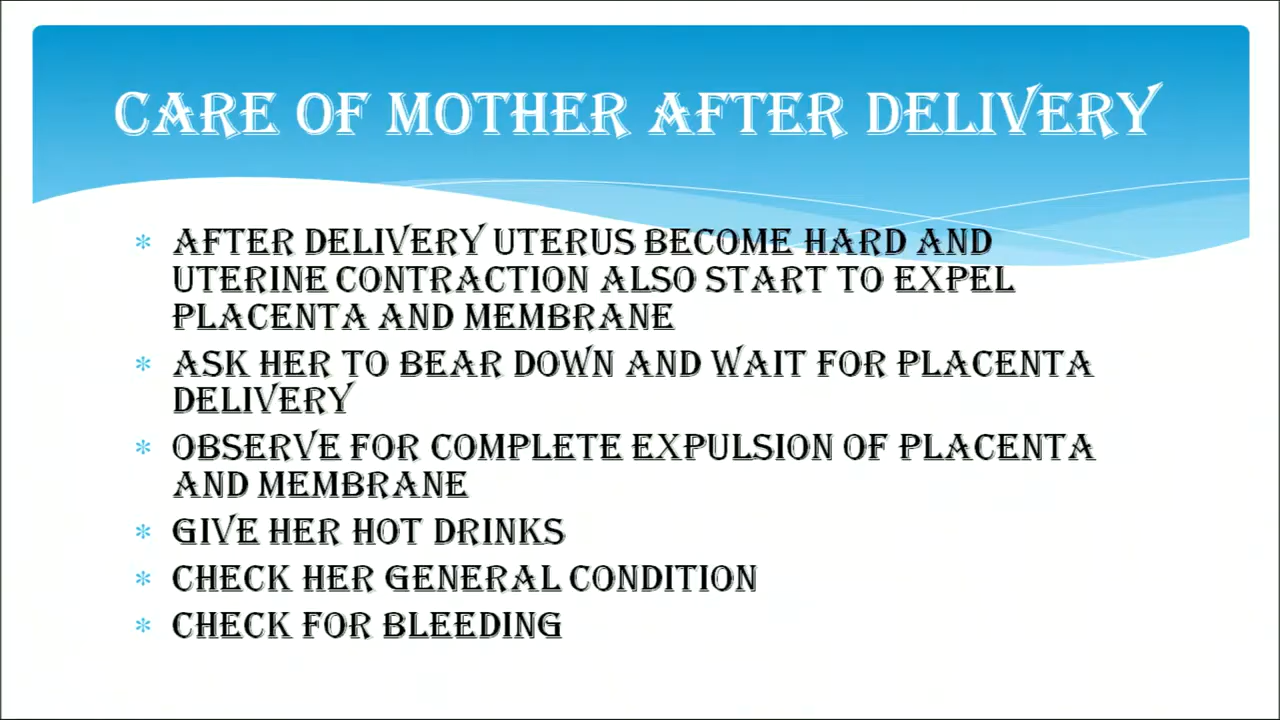 CARE OF MOTHER AFTER DELIVERY
* AFTER DELIVERY UTERUS BECOME HARD AND
UTERINE CONTRACTION ALSO START TO EXPEL
PLACENTA AND MEMBRANE
* ASK HER TO BEAR DOWN AND WAIT FOR PLACENTA
DELIVERY
* OBSERVE FOR COMPLETE EXPULSION OF PLACENTA
AND MEMBRANE
* GIVE HER HOT DRINKS
* CHECK HER GENERAL CONDITION
* CHECK FOR BLEEDING